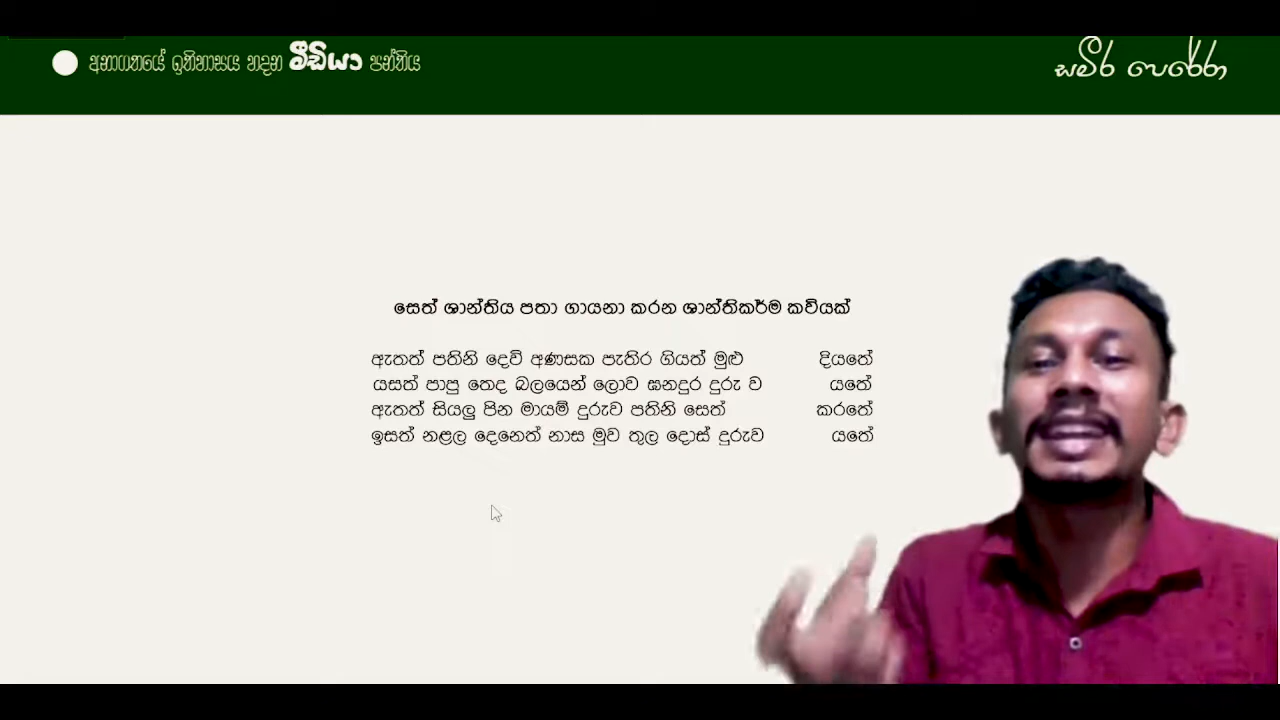 අනාගතයේ ඉතිහාසය හදන මීඩියා පන්තිය
සමීර පෙරේරා
සෙත් ශාන්තිය පතා ගායනා කරන ශාන්තිකර්ම කවියක්
ඇතත් පතිනි දෙවි අණසක පැතිර ගියත් මුළු දියතේ
යසත් පාපු තෙද බලයෙන් ලොව ඝනදුර දුරු ව යතේ
ඇතත් සියලු පින මායම් දුරුව පතිනි සෙත් කරතේ
ඉසත් නළල දෙනෙත් නාස මුව තුල දොස් දුරුව යතේ